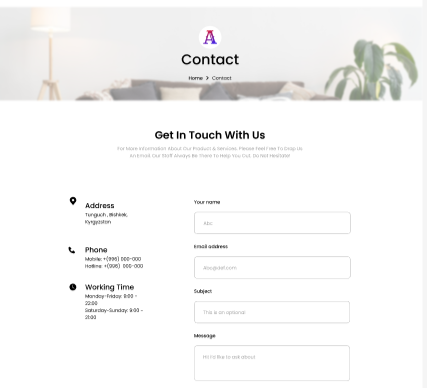 A
Contact
Home > Contact
Get In Touch With Us
For More Information About Our Product & Services. Please Feel Free To Drop Us
An Email. Our Staff Always Be There To Help You Out. Do Not Hesitate!
Address
Tunguch , Bishkek,
Kyrgyzstan
Phone
Mobile: +(996) 000-000
Hotline: +(996) 000-000
Working Time
Monday-Friday: 9:00 -
22:00
Saturday-Sunday: 9:00 -
21:00
Your name
Abc
Email address
Abc@def.com
Subject
This is an optional
Message
Hi! i'd like to ask about